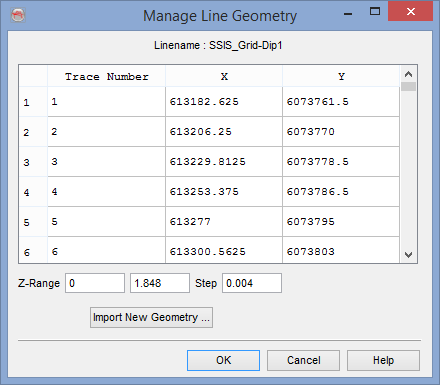 Manage Line Geometry
Linename : SSIS_Grid-Dip1
Trace Number X Y
1 1 613182.625 6073761.5
2 2 613206.25 6073770
3 3 613229.8125 6073778.5
4 4 613253.375 6073786.5
5 5 613277 6073795
6 6 613300.5625 6073803
Z-Range 0 1.848 Step 0.004
Import New Geometry ...
OK Cancel Help